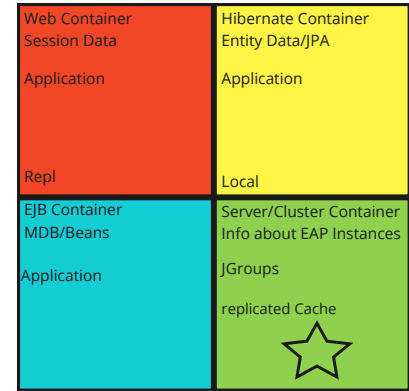 Web Container
Session Data
Application
Repl
Hibernate Container
Entity Data/JPA
Application
Local
EJB Container
MDB/Beans
Application
Server/Cluster Container
Info about EAP Instances
JGroups
replicated Cache